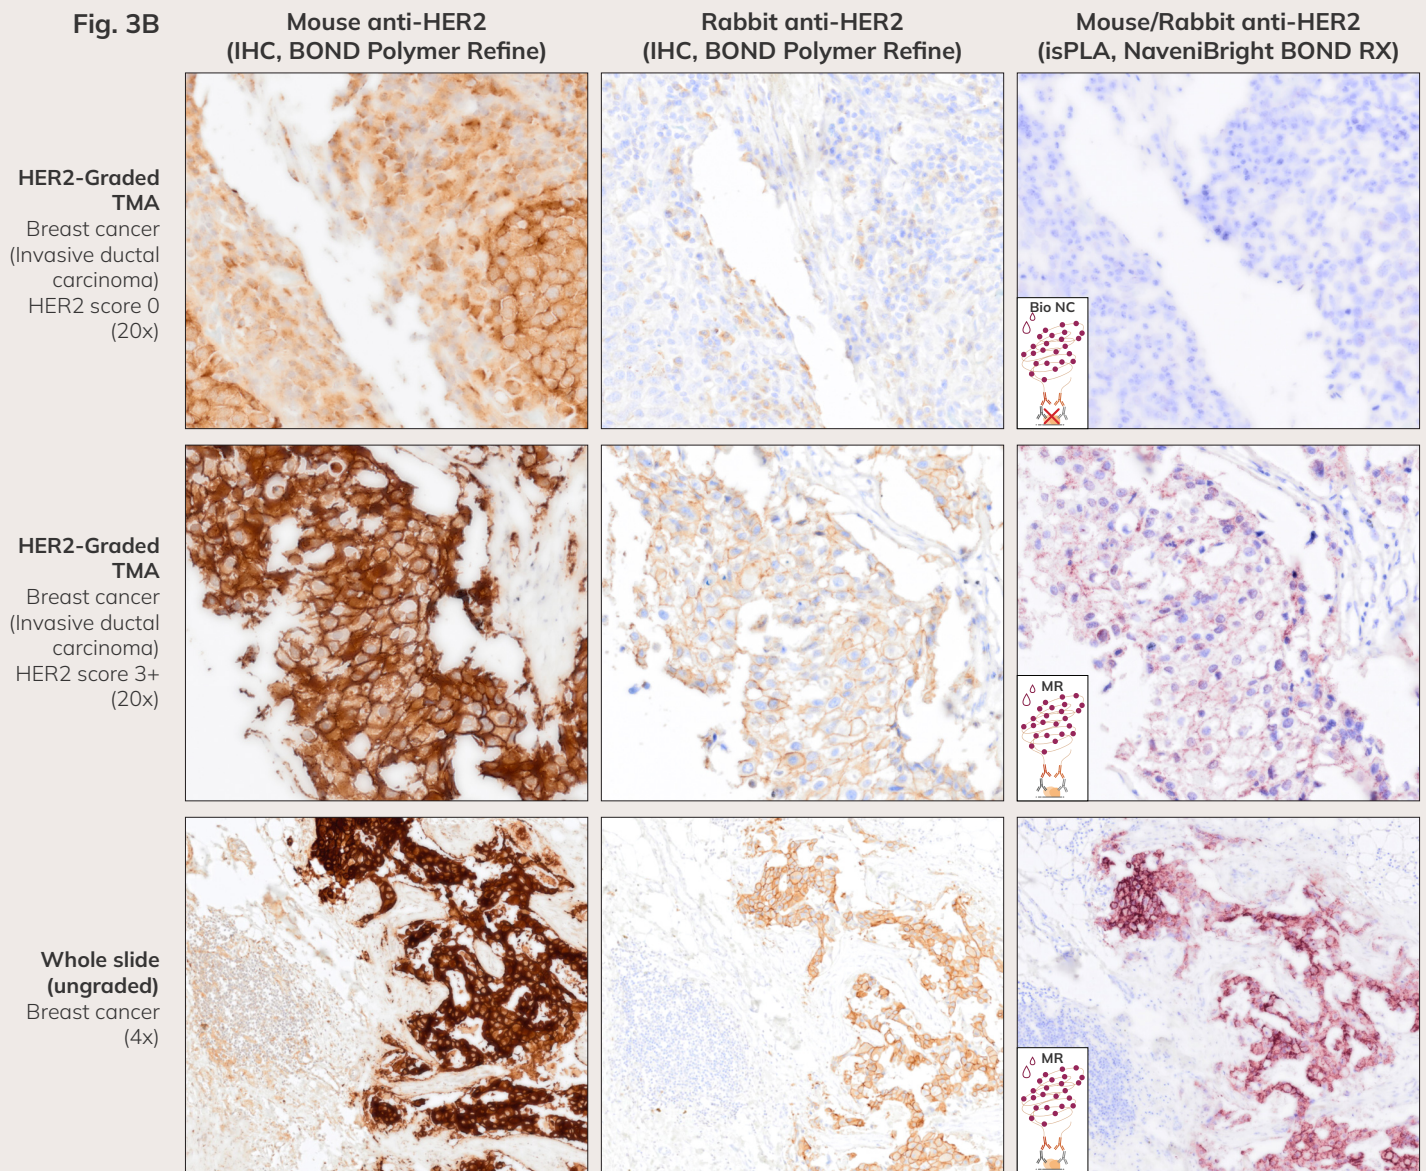 Fig. 3B
Mouse anti-HER2
(IHC, BOND Polymer Refine)
Rabbit anti-HER2
(IHC, BOND Polymer Refine)
Mouse/Rabbit anti-HER2
(isPLA, NaveniBright BOND RX)
HER2-Graded
TMA
Breast cancer
(Invasive ductal
carcinoma)
HER2 score 0
(20x)
Bio NC
HER2-Graded
TMA
Breast cancer
(Invasive ductal
carcinoma)
HER2 score 3+
(20x)
MR
Whole slide
(ungraded)
Breast cancer
(4x)
MR